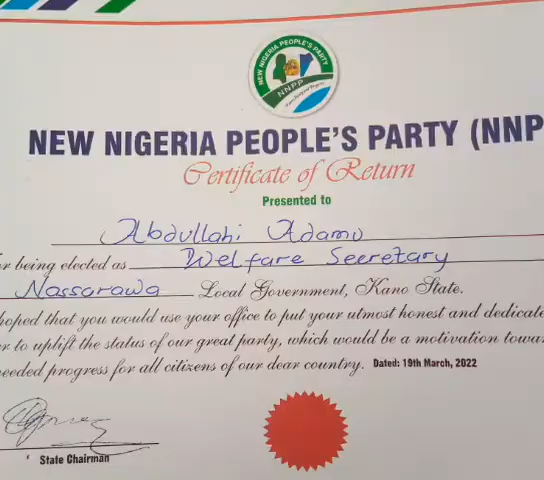 NEW NIGERIA PEOPLE'S PARTY
NNPP
NEW NIGERIA PEOPLE'S PARTY (NNP
Certificate of Return
Presented to
Abdullahi Adamu
r being elected as Welfare Secretary
Nassarawa Local Government, Kano State.
hoped that you would use your office to put your utmost honest and dedicate
r to uplift the status of our great party, which would be a motivation towar
needed progress for all citizens of our dear country. Dated: 19th March, 2022
State Chairman